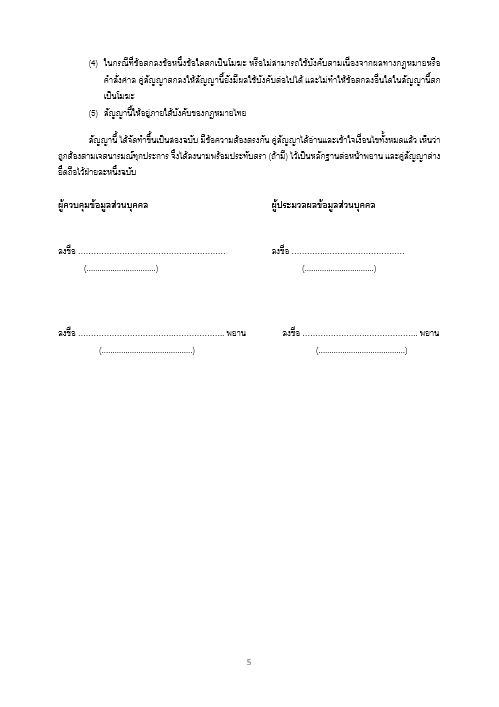 (4) ในกรณีที่ข้อตกลงข้อหนึ่งข้อใดตกเป็นโมฆะ หรือไม่สามารถใช้บังคับตามเนื่องจากผลทางกฎหมายหรือ
คำสั่งศาล คู่สัญญาตกลงให้สัญญานี้ยังมีผลใช้บังคับต่อไปได้ และไม่ทำให้ข้อตกลงอื่นใดในสัญญานี้ตก
เป็นโมฆะ
(5) สัญญานี้ให้อยู่ภายใต้บังคับของกฎหมายไทย
สัญญานี้ ได้จัดทำขึ้นเป็นสองฉบับ มีข้อความต้องตรงกัน คู่สัญญาได้อ่านและเข้าใจเงื่อนไขทั้งหมดแล้ว เห็นว่า
ถูกต้องตามเจตนารมณ์ทุกประการ จึงได้ลงนามพร้อมประทับตรา (ถ้ามี) ไว้เป็นหลักฐานต่อหน้าพยาน และคู่สัญญาต่าง
ยึดถือไว้ฝ่ายละหนึ่งฉบับ
ผู้ควบคุมข้อมูลส่วนบุคคล ผู้ประมวลผลข้อมูลส่วนบุคคล
ลงชื่อ ............................................................ ลงชื่อ ..............................................
(................................) (................................)
ลงชื่อ ............................................................ พยาน ลงชื่อ .............................................. พยาน
(..........................................) (........................................)
5